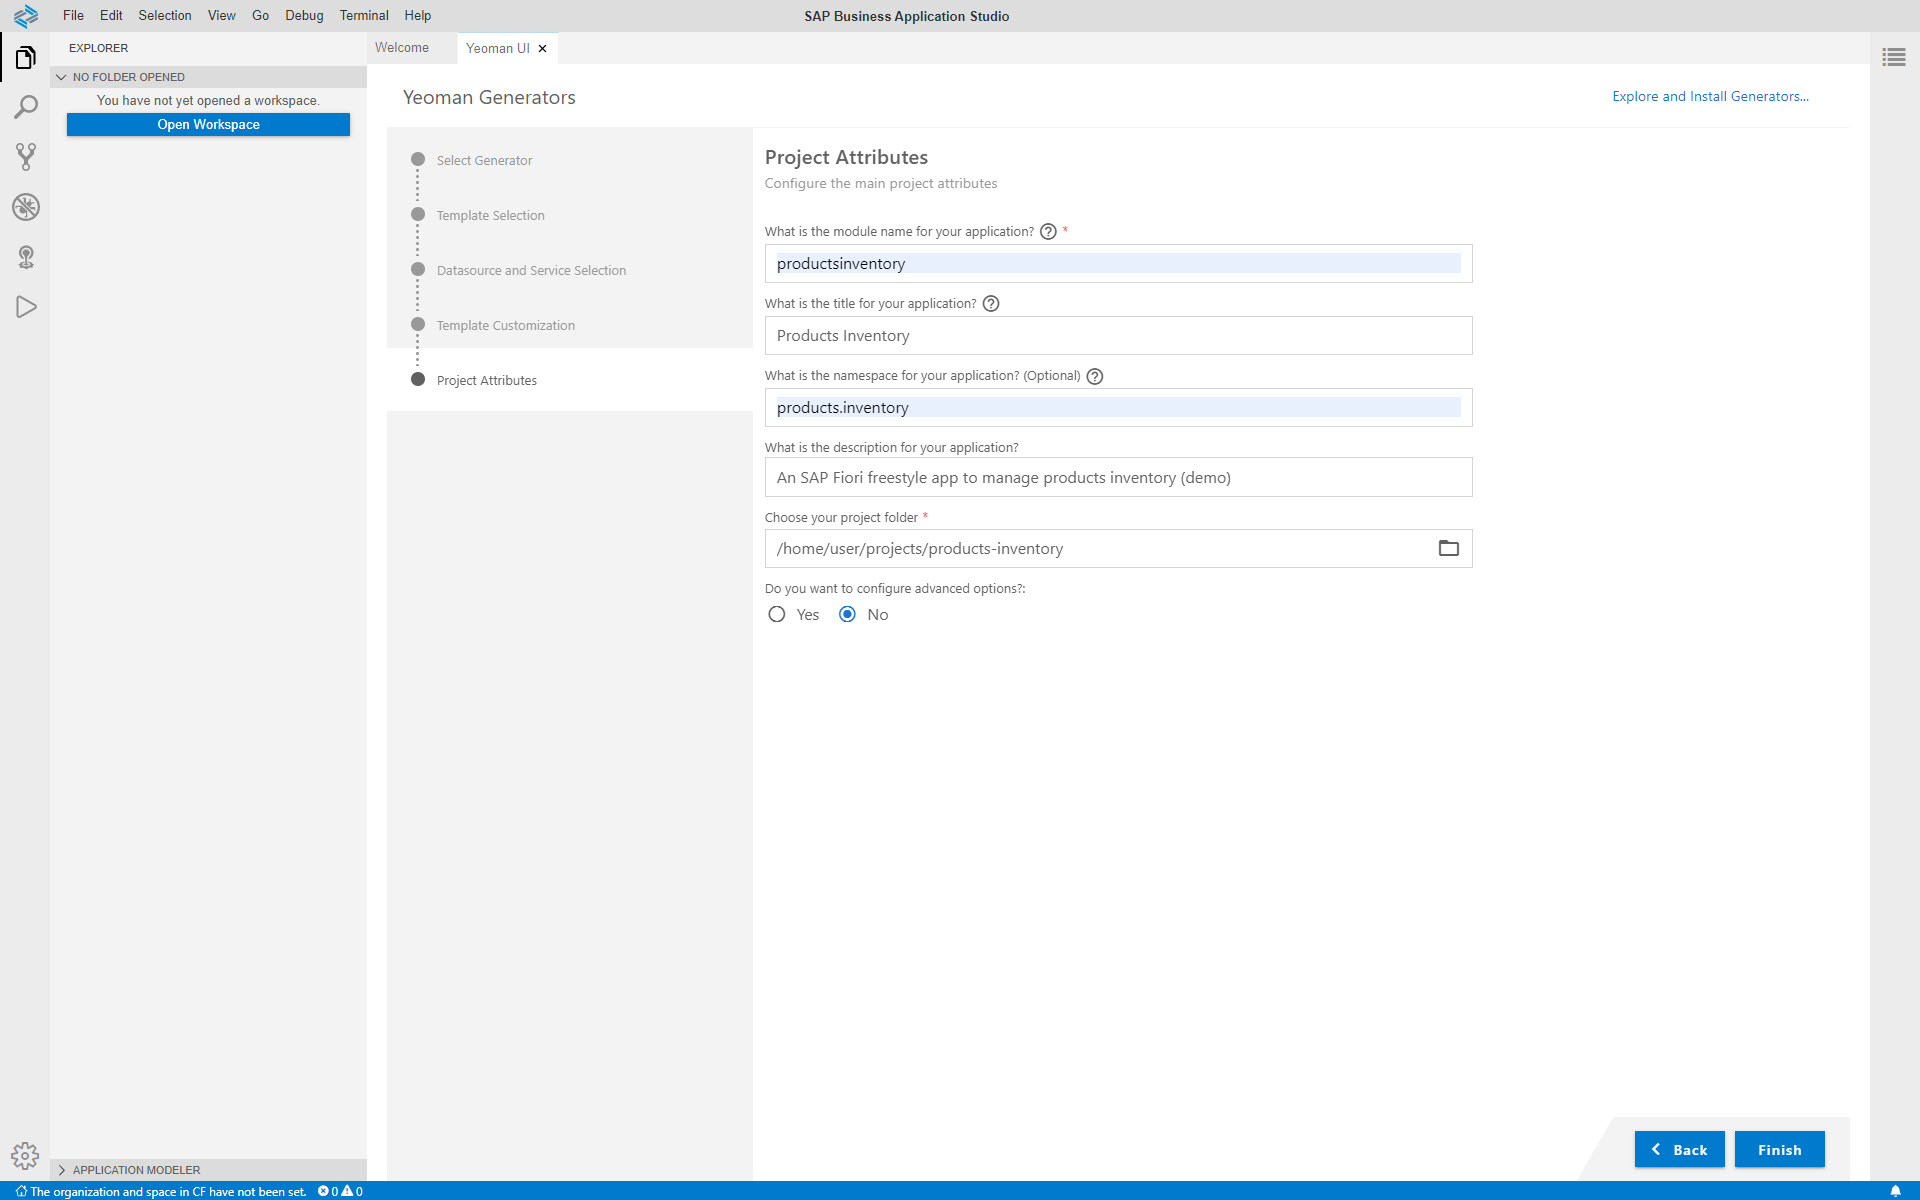 File Edit Selection View Go Debug Terminal Help
SAP Business Application Studio
EXPLORER
NO FOLDER OPENED
You have not yet opened a workspace.
Open Workspace
Welcome
Yeoman UI
Yeoman Generators
Explore and Install Generators...
Select Generator
Template Selection
Datasource and Service Selection
Template Customization
Project Attributes
Project Attributes
Configure the main project attributes
What is the module name for your application? *
productsinventory
What is the title for your application?
Products Inventory
What is the namespace for your application? (Optional)
products.inventory
What is the description for your application?
An SAP Fiori freestyle app to manage products inventory (demo)
Choose your project folder *
/home/user/projects/products-inventory
Do you want to configure advanced options?:
Yes No
Back Finish
APPLICATION MODELER
The organization and space in CF have not been set. 0 0